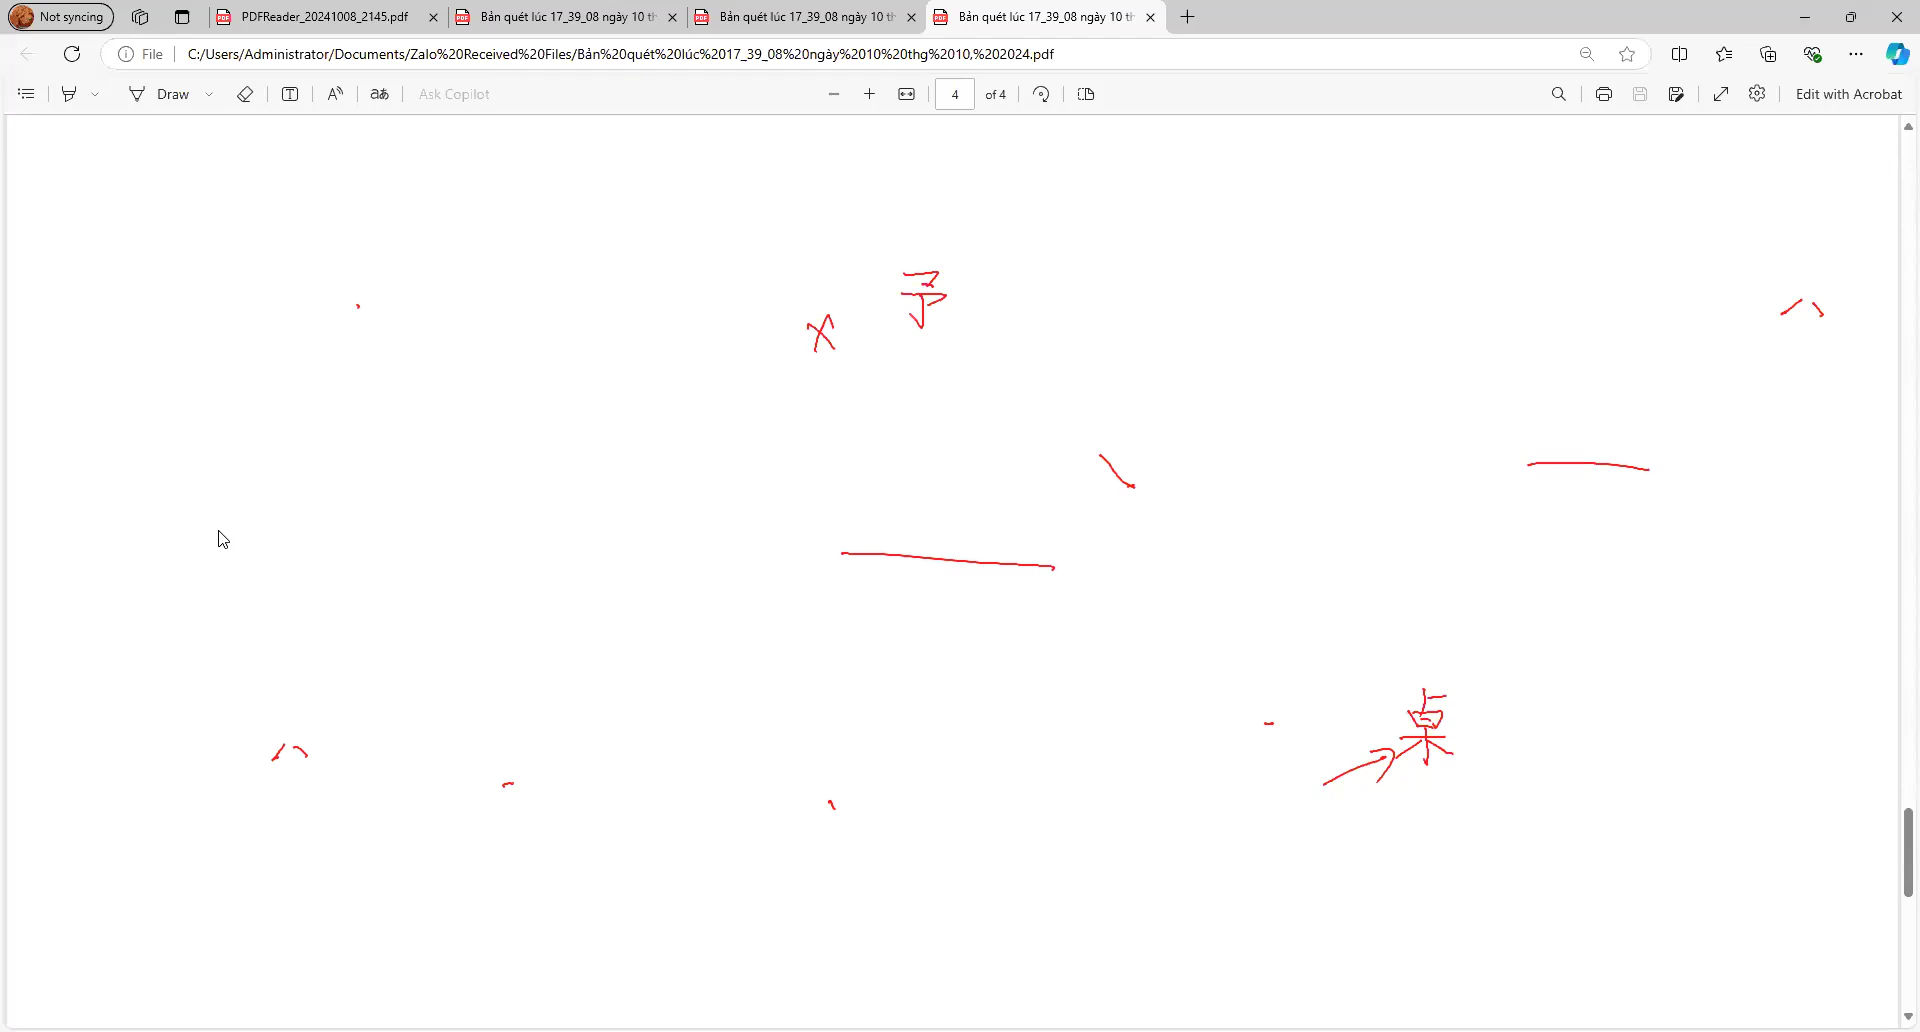 Not syncing PDFReader_20241008_2145.pdf Bản quét lúc 17_39_08 ngày 10 th Bản quét lúc 17_39_08 ngày 10 th Bản quét lúc 17_39_08 ngày 10 th
File C:/Users/Administrator/Documents/Zalo%20Received%20Files/Bản%20quét%20lúc%2017_39_08%20ngày%2010%20thg%2010,%202024.pdf
Draw Ask Copilot 4 of 4 Edit with Acrobat
予
X
桌